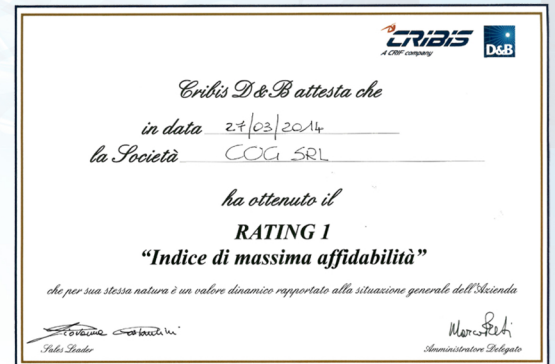 CRIBIS
A CRIF company
D&B
Cribis D&B attesta che
in data 27/03/2014
la Società COG SRL
ha ottenuto il
RATING 1
“Indice di massima affidabilità”
che per sua stessa natura è un valore dinamico rapportato alla situazione generale dell'Azienda
Sales Leader
Amministratore Delegato